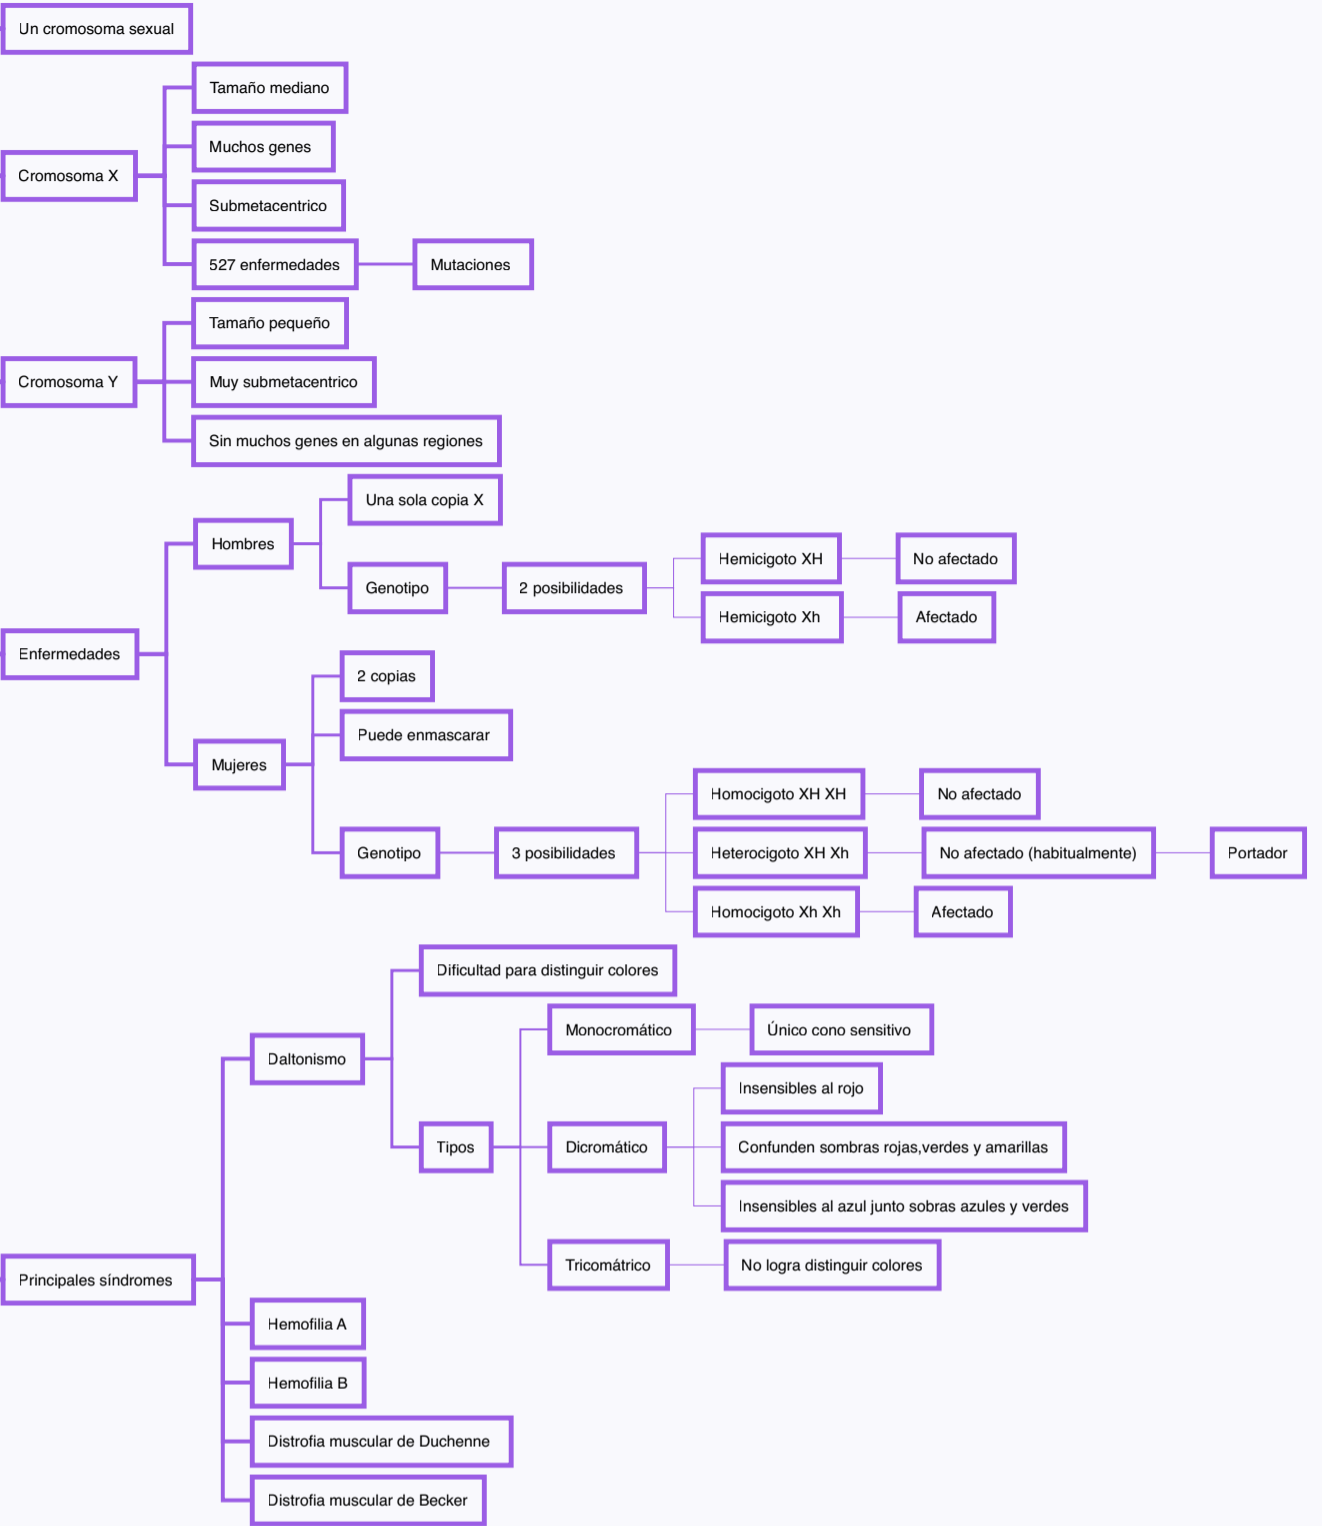 Un cromosoma sexual
Cromosoma X
Tamaño mediano
Muchos genes
Submetacentrico
527 enfermedades
Mutaciones
Cromosoma Y
Tamaño pequeño
Muy submetacentrico
Sin muchos genes en algunas regiones
Enfermedades
Hombres
Una sola copia X
Genotipo
2 posibilidades
Hemicigoto XH
No afectado
Hemicigoto Xh
Afectado
Mujeres
2 copias
Puede enmascarar
Genotipo
3 posibilidades
Homocigoto XH XH
No afectado
Heterocigoto XH Xh
No afectado (habitualmente)
Portador
Homocigoto Xh Xh
Afectado
Principales síndromes
Daltonismo
Dificultad para distinguir colores
Tipos
Monocromático
Único cono sensitivo
Dicromático
Insensibles al rojo
Confunden sombras rojas,verdes y amarillas
Insensibles al azul junto sobras azules y verdes
Tricomátrico
No logra distinguir colores
Hemofilia A
Hemofilia B
Distrofia muscular de Duchenne
Distrofia muscular de Becker